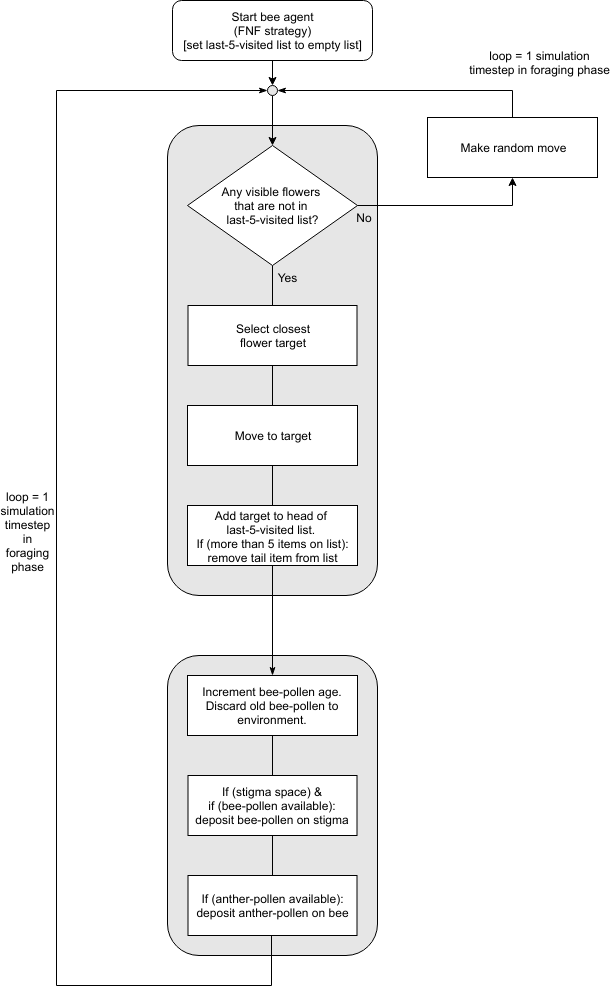 Start bee agent
(FNF strategy)
[set last-5-visited list to empty list]
loop = 1 simulation
timestep in foraging phase
Make random move
Any visible flowers
that are not in
last-5-visited list?
No
Yes
Select closest
flower target
Move to target
Add target to head of
last-5-visited list.
If (more than 5 items on list):
remove tail item from list
loop = 1
simulation
timestep
in
foraging
phase
Increment bee-pollen age.
Discard old bee-pollen to
environment.
If (stigma space) &
if (bee-pollen available):
deposit bee-pollen on stigma
If (anther-pollen available):
deposit anther-pollen on bee